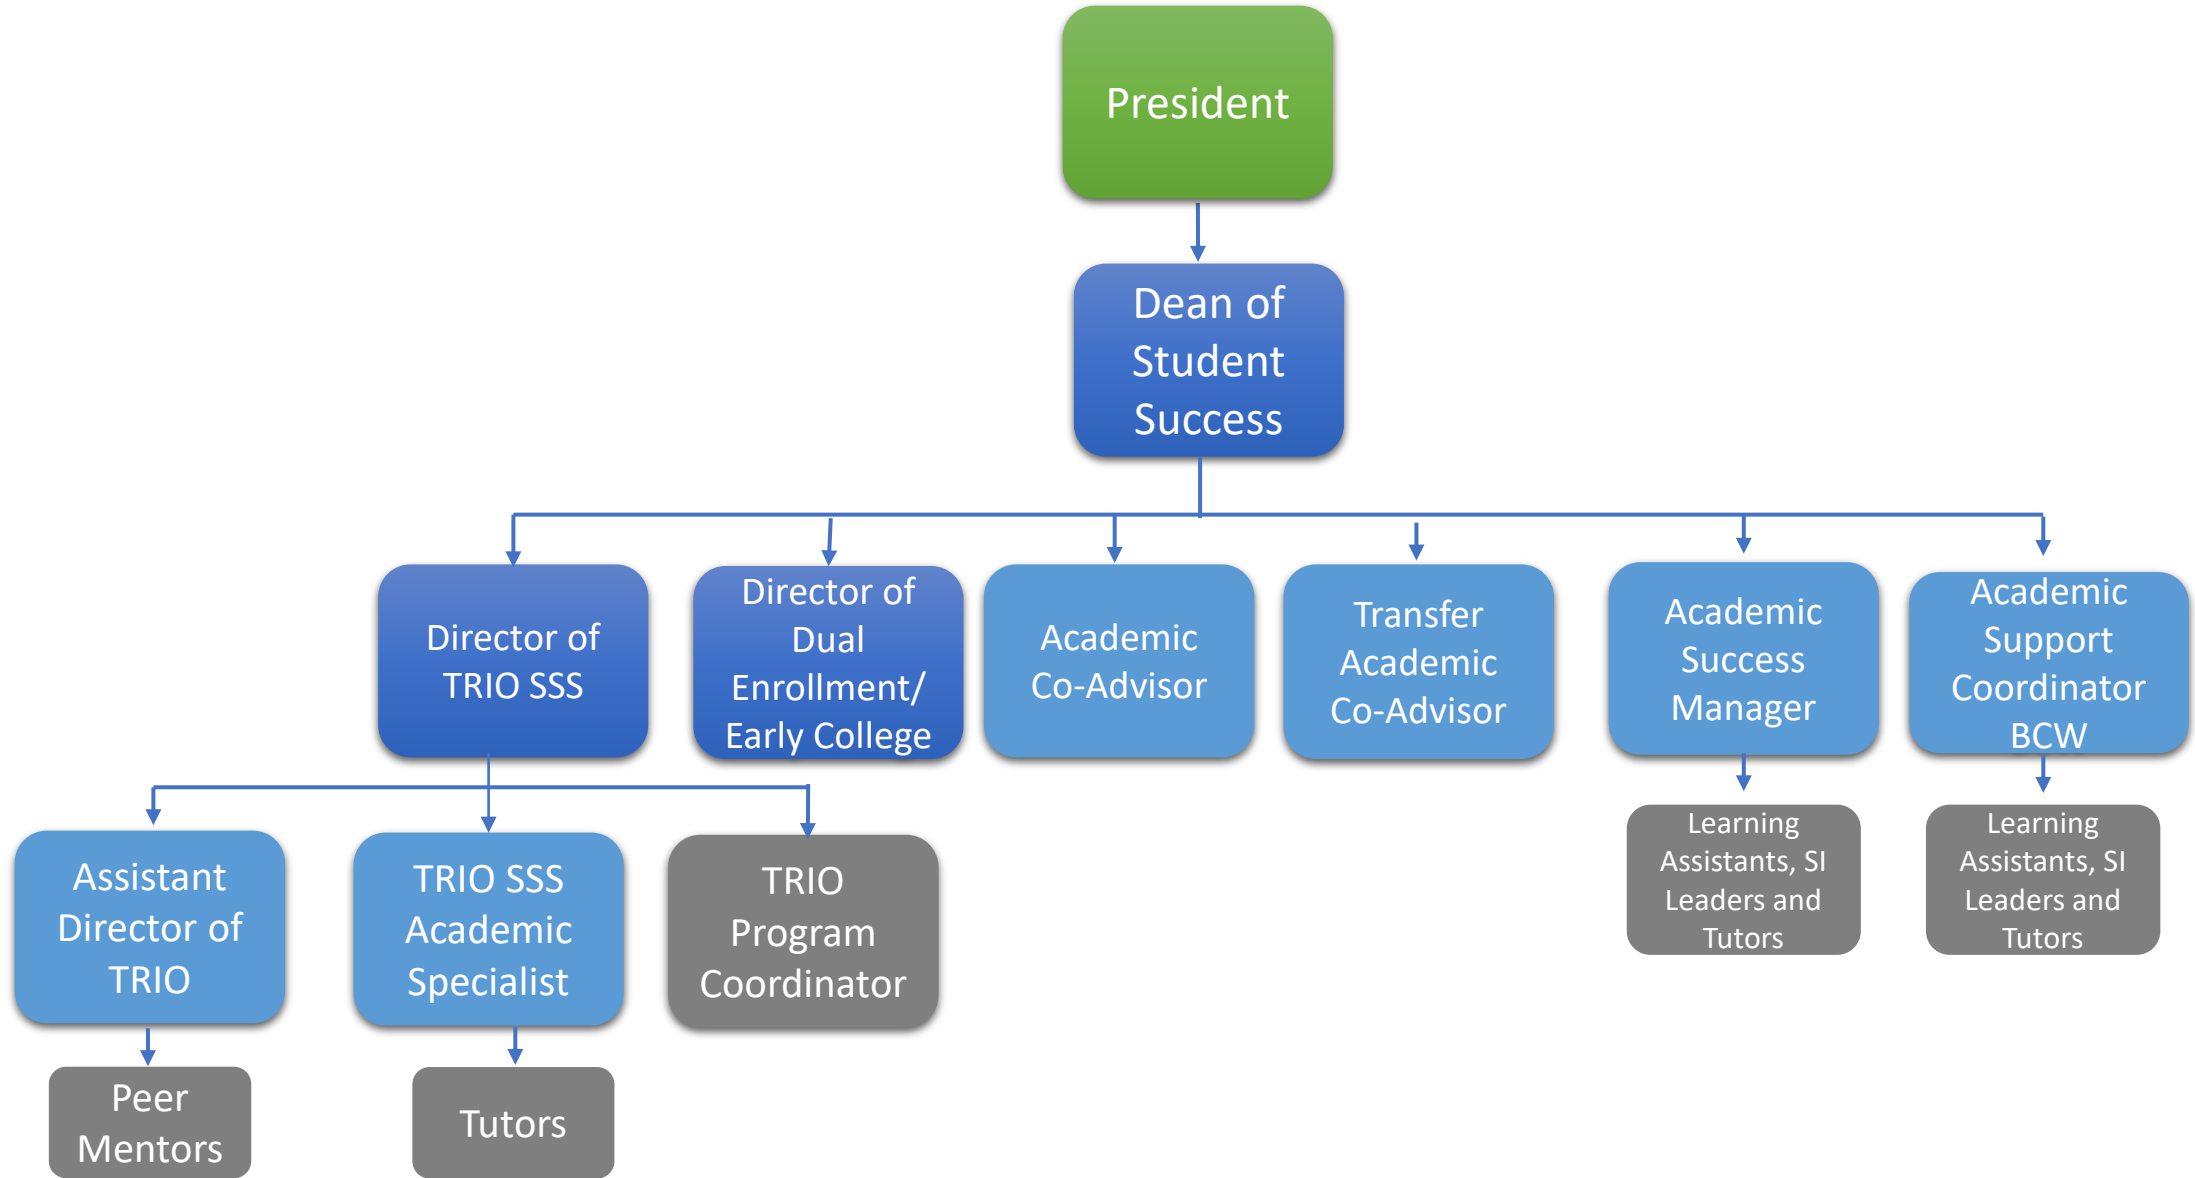 President
Dean of
Student
Success
Director of
TRIO SSS
Director of
Dual
Enrollment/
Early College
Academic
Co-Advisor
Transfer
Academic
Co-Advisor
Academic
Success
Manager
Academic
Support
Coordinator
BCW
Assistant
Director of
TRIO
TRIO SSS
Academic
Specialist
TRIO
Program
Coordinator
Learning
Assistants, SI
Leaders and
Tutors
Learning
Assistants, SI
Leaders and
Tutors
Peer
Mentors
Tutors